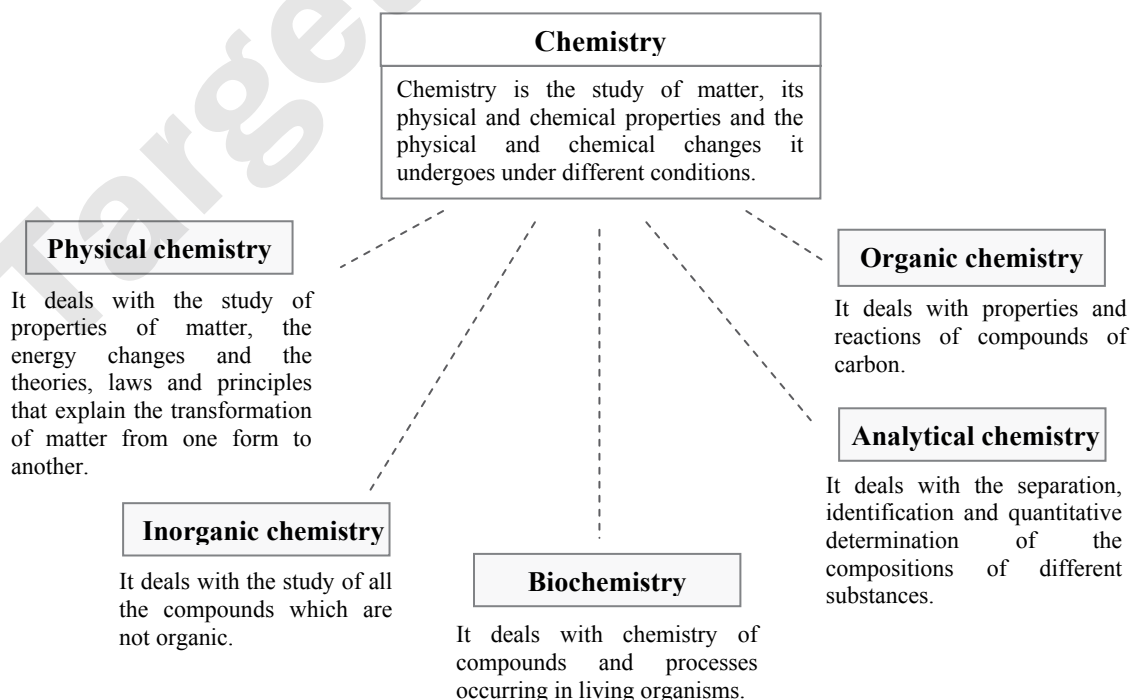 Target
Chemistry
Chemistry is the study of matter, its
physical and chemical properties and the
physical and chemical changes it
undergoes under different conditions.
Physical chemistry
It deals with the study of
properties of matter, the
energy changes and the
theories, laws and principles
that explain the transformation
of matter from one form to
another.
Inorganic chemistry
It deals with the study of all
the compounds which are
not organic.
Biochemistry
It deals with chemistry of
compounds and processes
occurring in living organisms.
Organic chemistry
It deals with properties and
reactions of compounds of
carbon.
Analytical chemistry
It deals with the separation,
identification and quantitative
determination of the
compositions of different
substances.